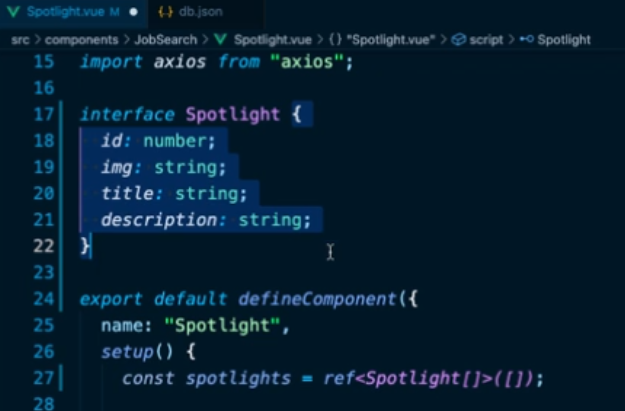 Spotlight.vue M ● {..} db.json
src > components > JobSearch > Spotlight.vue > {} "Spotlight.vue" > script > Spotlight
15 import axios from "axios";
16
17 interface Spotlight {
18 id: number;
19 img: string;
20 title: string;
21 description: string;
22 }
23
24 export default defineComponent({
25 name: "Spotlight",
26 setup() {
27 const spotlights = ref<Spotlight[]>([]);
28